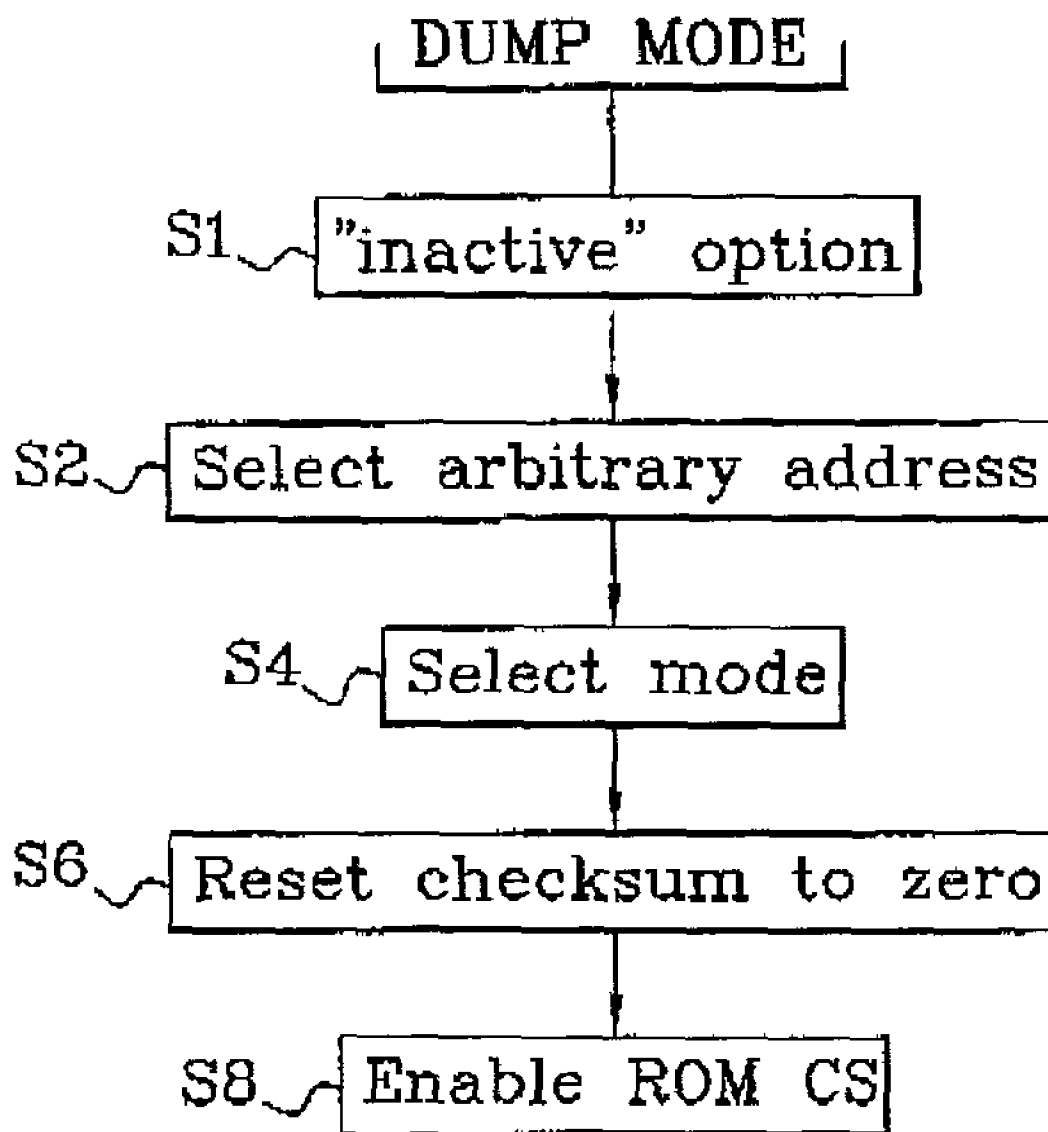 DUMP MODE
S1 "inactive" option
S2 Select arbitrary address
S4 Select mode
S6 Reset checksum to zero
S8 Enable ROM CS